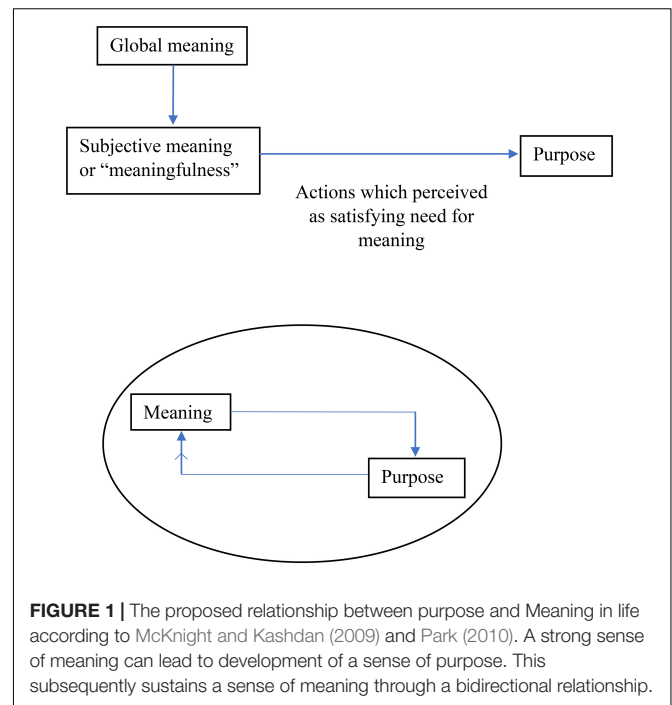 Global meaning
Subjective meaning
or “meaningfulness”
Purpose
Actions which perceived
as satisfying need for
meaning
Meaning
Purpose
FIGURE 1 | The proposed relationship between purpose and Meaning in life
according to McKnight and Kashdan (2009) and Park (2010). A strong sense
of meaning can lead to development of a sense of purpose. This
subsequently sustains a sense of meaning through a bidirectional relationship.